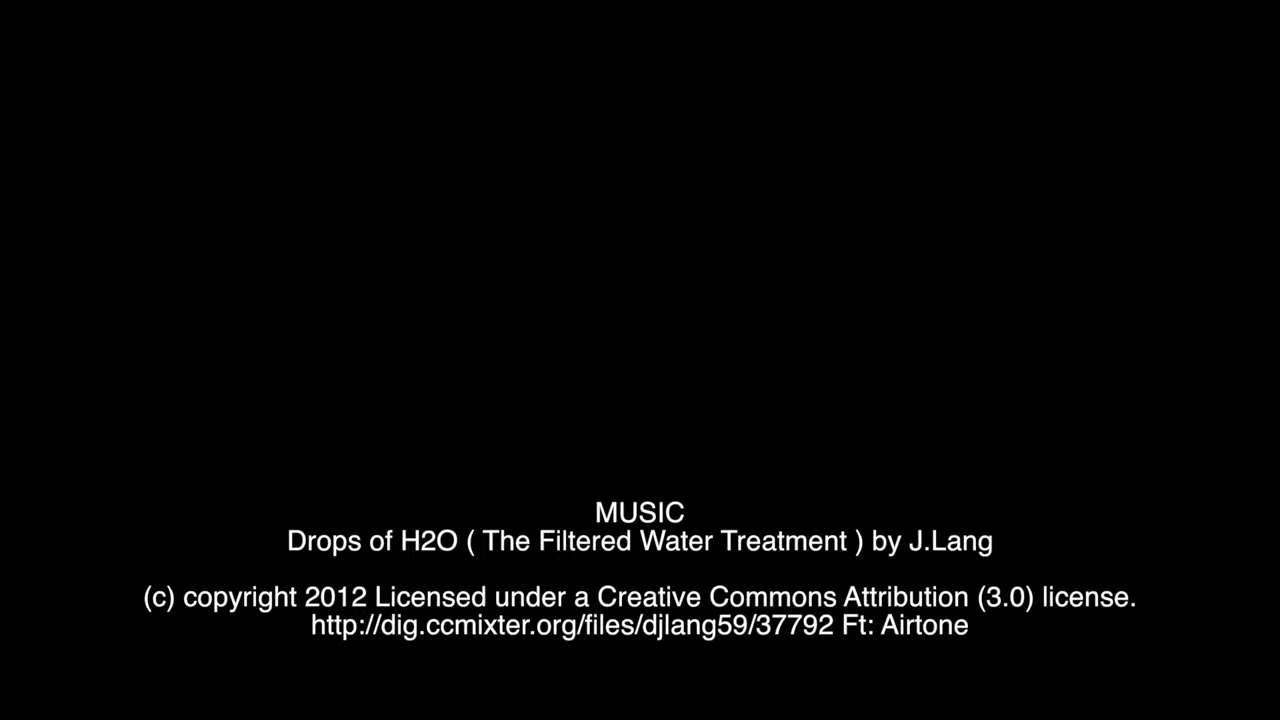 MUSIC
Drops of H2O ( The Filtered Water Treatment ) by J.Lang
(c) copyright 2012 Licensed under a Creative Commons Attribution (3.0) license.
http://dig.ccmixter.org/files/djlang59/37792 Ft: Airtone